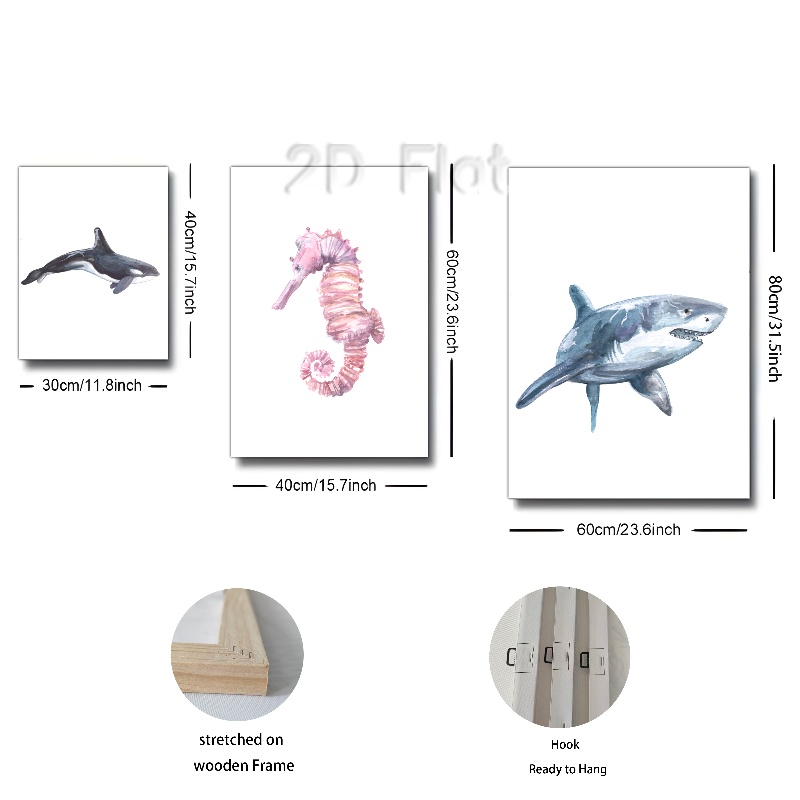 2D Flat
40cm/15.7inch
30cm/11.8inch
60cm/23.6inch
40cm/15.7inch
80cm/31.5inch
60cm/23.6inch
stretched on
wooden Frame
Hook
Ready to Hang